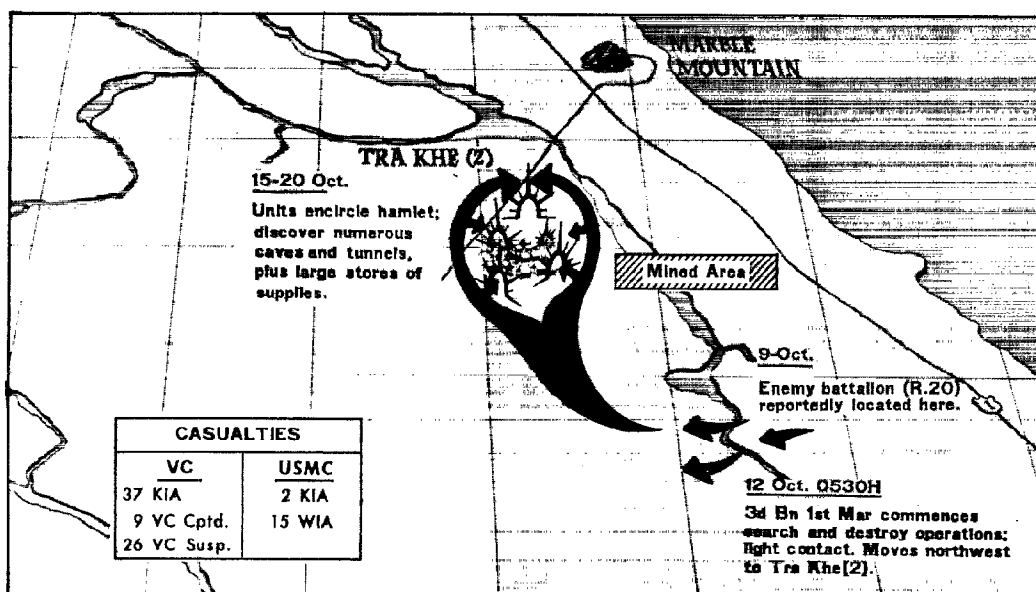 MARBLE
MOUNTAIN
TRA KHE (2)
15-20 Oct.
Units encircle hamlet;
discover numerous
caves and tunnels,
plus large stores of
supplies.
Mined Area
9-Oct.
Enemy battalion (R.20)
reportedly located here.
12 Oct. 0530H
3d Bn 1st Mar commences
search and destroy operations;
light contact. Moves northwest
to Tra Khe[2].
CASUALTIES
VC USMC
37 KIA 2 KIA
9 VC Cptd. 15 WIA
26 VC Susp.